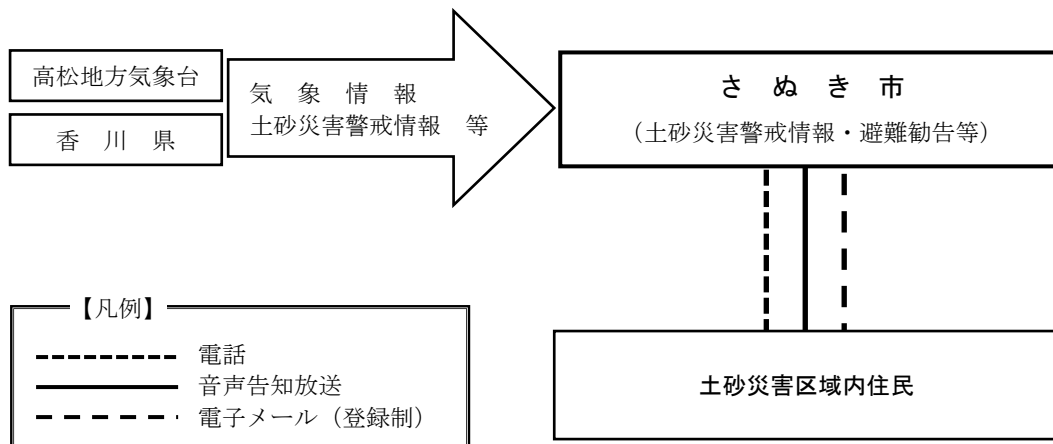 高松地方気象台
香　川　県
気　象　情　報
土砂災害警戒情報　等
さ　ぬ　き　市
（土砂災害警戒情報・避難勧告等）
【凡例】
電話
音声告知放送
電子メール（登録制）
土砂災害区域内住民